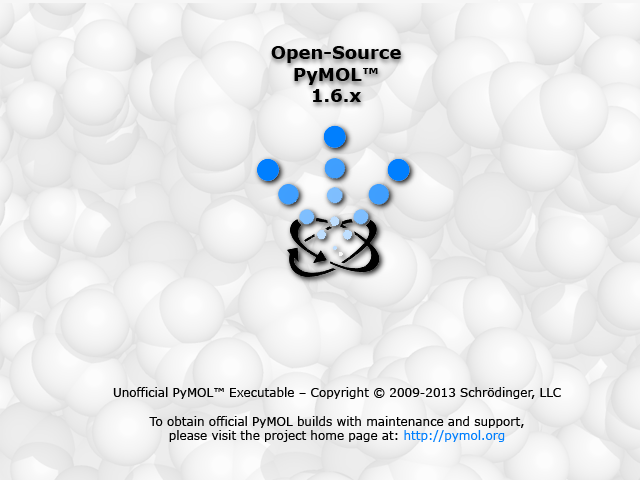 Open-Source
PyMOL™
1.6.x
Unofficial PyMOL™ Executable – Copyright © 2009-2013 Schrödinger, LLC
To obtain official PyMOL builds with maintenance and support,
please visit the project home page at: http://pymol.org